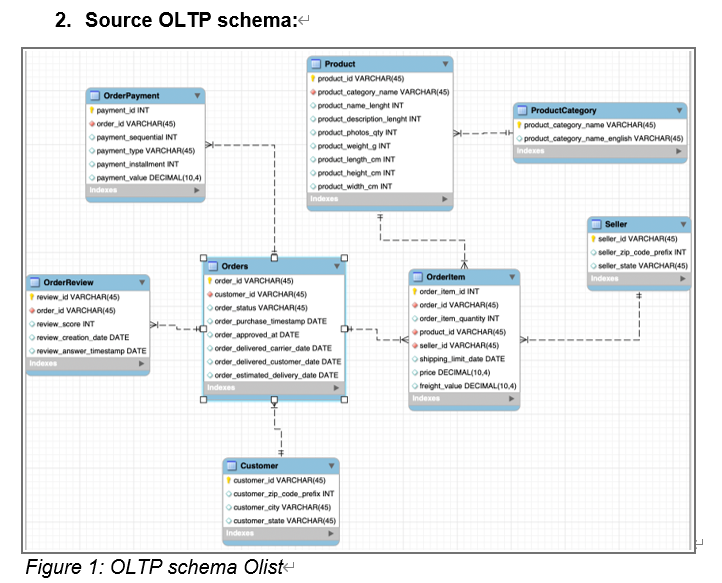 2. Source OLTP schema:
Product
product_id VARCHAR(45)
product_category_name VARCHAR(45)
product_name_lenght INT
product_description_lenght INT
product_photos_qty INT
product_weight_g INT
product_length_cm INT
product_height_cm INT
product_width_cm INT
Indexes
OrderPayment
payment_id INT
order_id VARCHAR(45)
payment_sequential INT
payment_type VARCHAR(45)
payment_installment INT
payment_value DECIMAL(10,4)
Indexes
ProductCategory
product_category_name VARCHAR(45)
product_category_name_english VARCHAR(45)
Indexes
Seller
seller_id VARCHAR(45)
seller_zip_code_prefix INT
seller_state VARCHAR(45)
Indexes
OrderReview
review_id VARCHAR(45)
order_id VARCHAR(45)
review_score INT
review_creation_date DATE
review_answer_timestamp DATE
Indexes
Orders
order_id VARCHAR(45)
customer_id VARCHAR(45)
order_status VARCHAR(45)
order_purchase_timestamp DATE
order_approved_at DATE
order_delivered_carrier_date DATE
order_delivered_customer_date DATE
order_estimated_delivery_date DATE
Indexes
OrderItem
order_item_id INT
order_id VARCHAR(45)
order_item_quantity INT
product_id VARCHAR(45)
seller_id VARCHAR(45)
shipping_limit_date DATE
price DECIMAL(10,4)
freight_value DECIMAL(10,4)
Indexes
Customer
customer_id VARCHAR(45)
customer_zip_code_prefix INT
customer_city VARCHAR(45)
customer_state VARCHAR(45)
Indexes
Figure 1: OLTP schema Olist